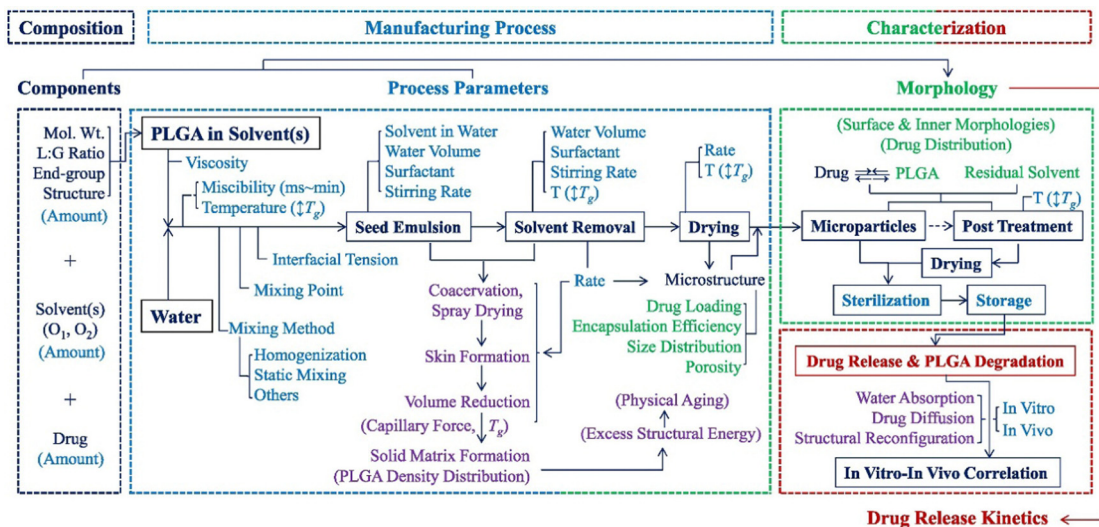 Composition
Manufacturing Process
Characterization
Components
Process Parameters
Morphology
Mol. Wt.
L:G Ratio
End-group
Structure
(Amount)
+
Solvent(s)
(O₁, O₂)
(Amount)
+
Drug
(Amount)
PLGA in Solvent(s)
Viscosity
Miscibility (ms~min)
Temperature (↕Tg)
Interfacial Tension
Mixing Point
Water
Mixing Method
Homogenization
Static Mixing
Others
Solvent in Water
Water Volume
Surfactant
Stirring Rate
Seed Emulsion
Water Volume
Surfactant
Stirring Rate
T (↕Tg)
Solvent Removal
Rate
T (↕Tg)
Drying
Rate
Microstructure
Coacervation,
Spray Drying
Skin Formation
Volume Reduction
(Capillary Force, Tg)
Solid Matrix Formation
(PLGA Density Distribution)
Drug Loading
Encapsulation Efficiency
Size Distribution
Porosity
(Physical Aging)
(Excess Structural Energy)
(Surface & Inner Morphologies)
(Drug Distribution)
Drug ⇌ PLGA
Residual Solvent
T (↕Tg)
Microparticles
Post Treatment
Drying
Sterilization
Storage
Drug Release & PLGA Degradation
Water Absorption
Drug Diffusion
Structural Reconfiguration
In Vitro
In Vivo
In Vitro-In Vivo Correlation
Drug Release Kinetics